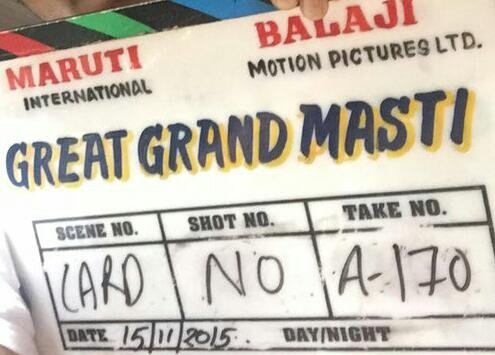 MARUTI
INTERNATIONAL
BALAJI
MOTION PICTURES LTD.
GREAT GRAND MASTI
SCENE NO. SHOT NO. TAKE NO.
CARD NO A-170
DATE 15/11/2015. DAY/NIGHT